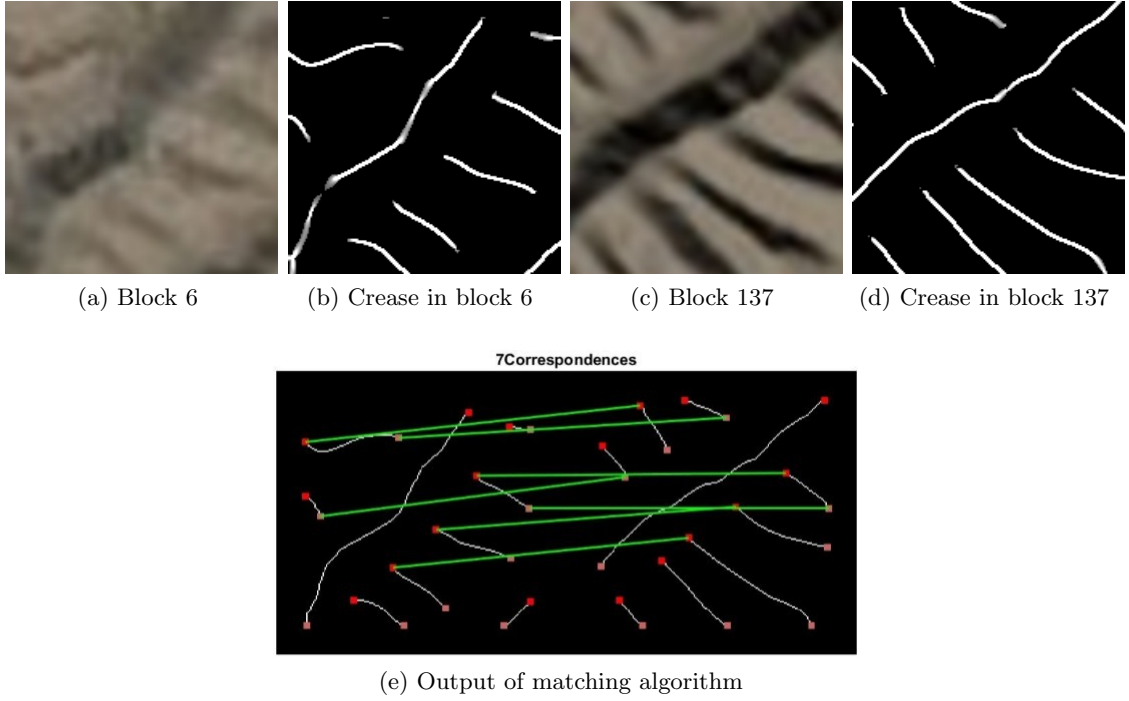 (a) Block 6
(b) Crease in block 6
(c) Block 137
(d) Crease in block 137
7Correspondences
(e) Output of matching algorithm